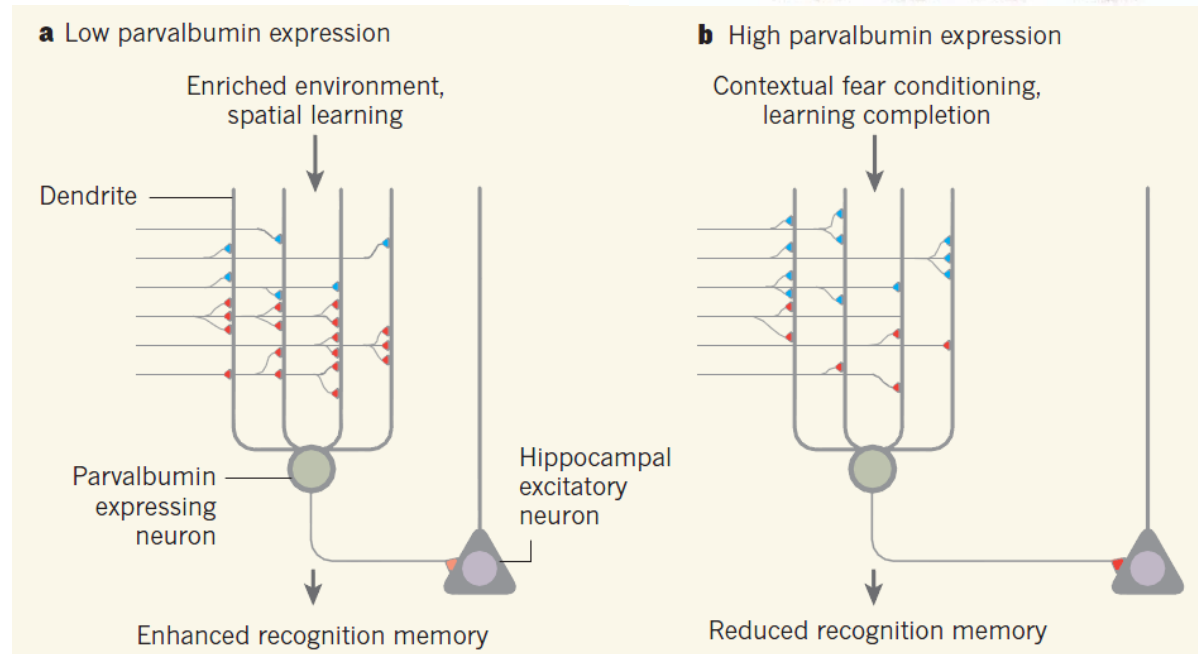 a Low parvalbumin expression
Enriched environment,
spatial learning
Dendrite
Parvalbumin
expressing
neuron
Hippocampal
excitatory
neuron
Enhanced recognition memory
b High parvalbumin expression
Contextual fear conditioning,
learning completion
Reduced recognition memory